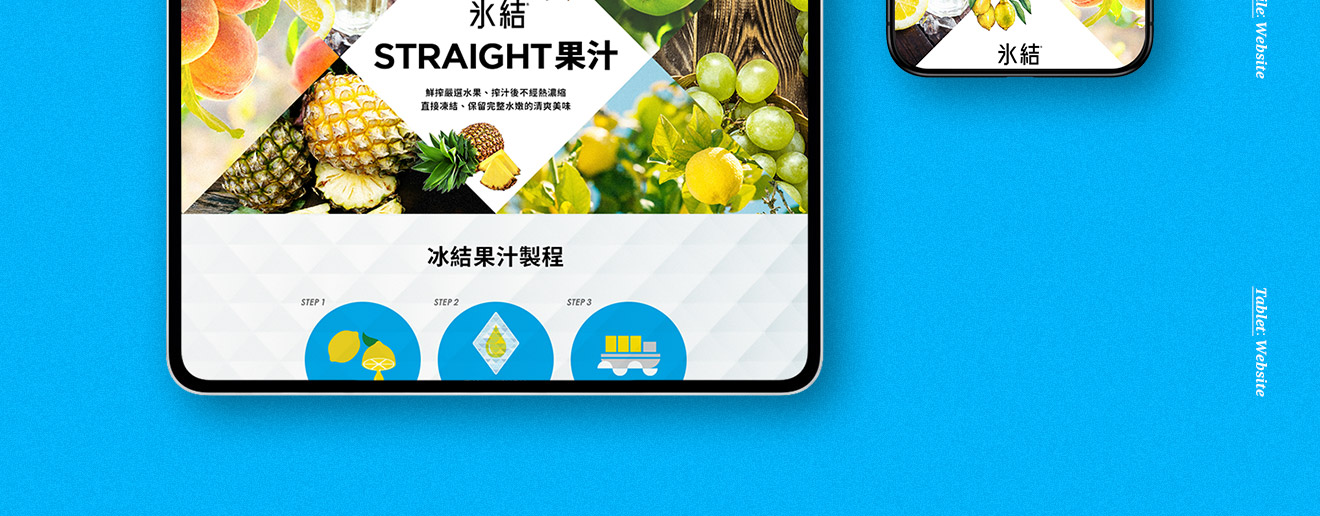 氷結
STRAIGHT果汁
鮮搾嚴選水果、搾汁後不經熱濃縮
直接凍結、保留完整水嫩的清爽美味
冰結果汁製程
STEP 1
STEP 2
STEP 3
氷結
Website
Tablet: Website